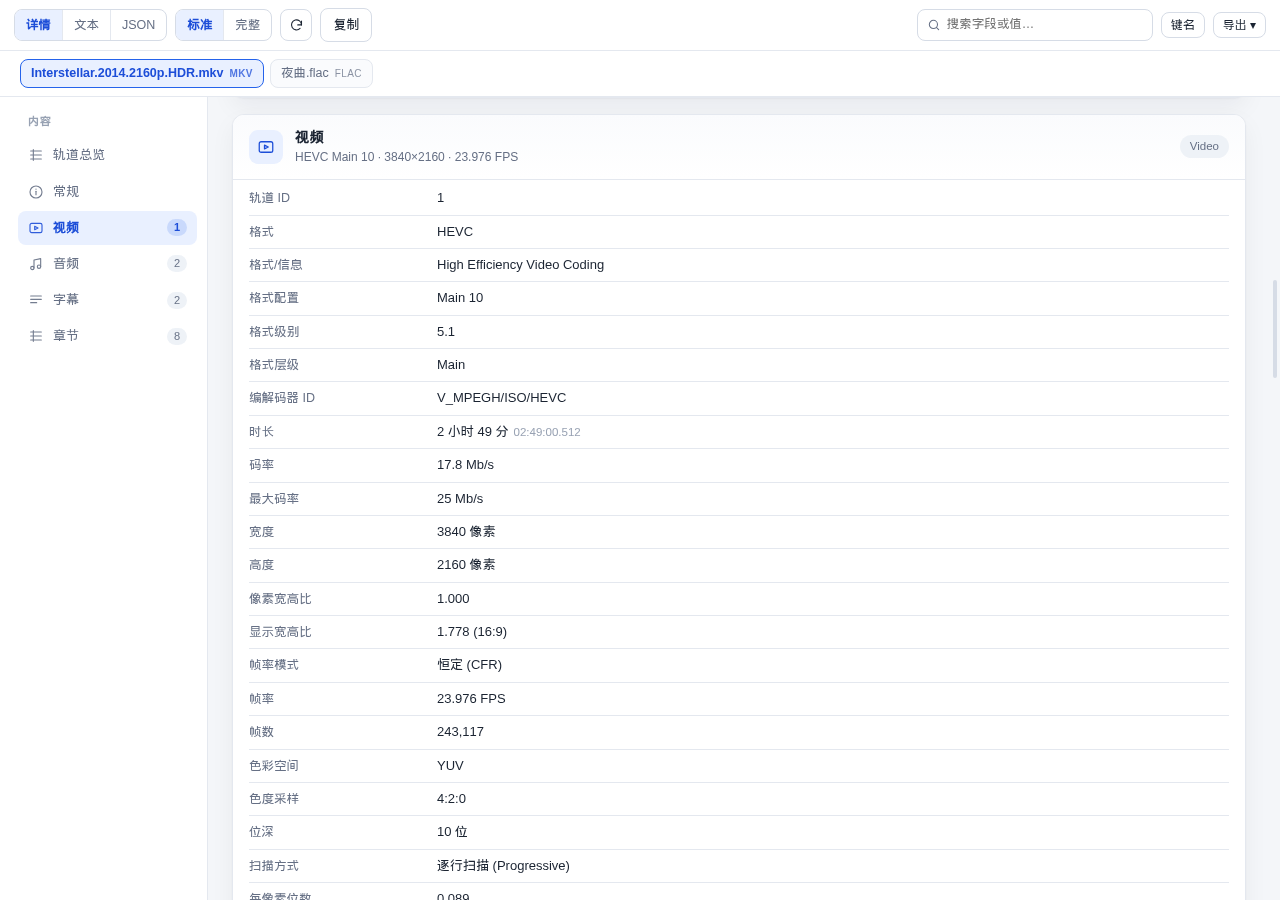 详情 文本 JSON 标准 完整 复制 搜索字段或值… 键名 导出 ▾
Interstellar.2014.2160p.HDR.mkv MKV 夜曲.flac FLAC
内容
轨道总览
常规
视频 1
音频 2
字幕 2
章节 8
视频
HEVC Main 10 · 3840×2160 · 23.976 FPS
Video
轨道 ID 1
格式 HEVC
格式/信息 High Efficiency Video Coding
格式配置 Main 10
格式级别 5.1
格式层级 Main
编解码器 ID V_MPEGH/ISO/HEVC
时长 2 小时 49 分 02:49:00.512
码率 17.8 Mb/s
最大码率 25 Mb/s
宽度 3840 像素
高度 2160 像素
像素宽高比 1.000
显示宽高比 1.778 (16:9)
帧率模式 恒定 (CFR)
帧率 23.976 FPS
帧数 243,117
色彩空间 YUV
色度采样 4:2:0
位深 10 位
扫描方式 逐行扫描 (Progressive)
每像素位数 0.089